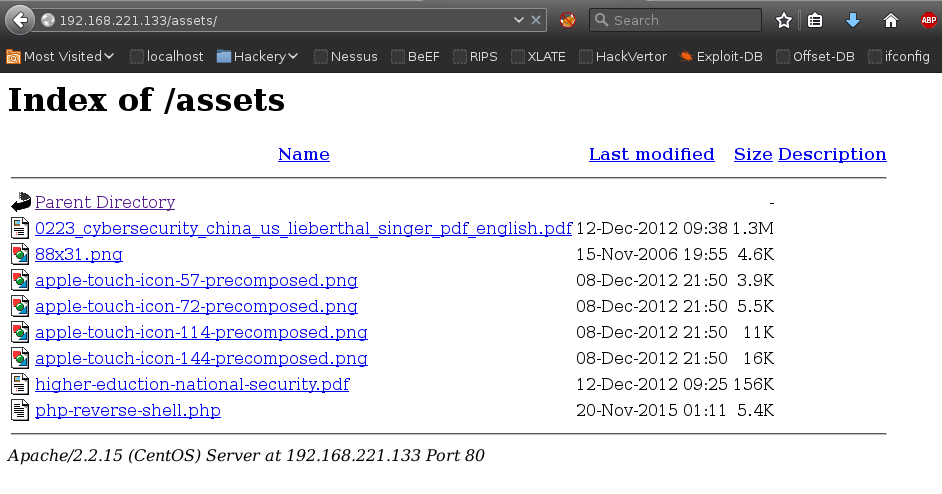 192.168.221.133/assets/ Search ABP
Most Visited localhost Hackery Nessus BeEF RIPS XLATE HackVertor Exploit-DB Offset-DB ifconfig
Index of /assets
Name Last modified Size Description
Parent Directory -
0223_cybersecurity_china_us_lieberthal_singer_pdf_english.pdf 12-Dec-2012 09:38 1.3M
88x31.png 15-Nov-2006 19:55 4.6K
apple-touch-icon-57-precomposed.png 08-Dec-2012 21:50 3.9K
apple-touch-icon-72-precomposed.png 08-Dec-2012 21:50 5.5K
apple-touch-icon-114-precomposed.png 08-Dec-2012 21:50 11K
apple-touch-icon-144-precomposed.png 08-Dec-2012 21:50 16K
higher-eduction-national-security.pdf 12-Dec-2012 09:25 156K
php-reverse-shell.php 20-Nov-2015 01:11 5.4K
Apache/2.2.15 (CentOS) Server at 192.168.221.133 Port 80